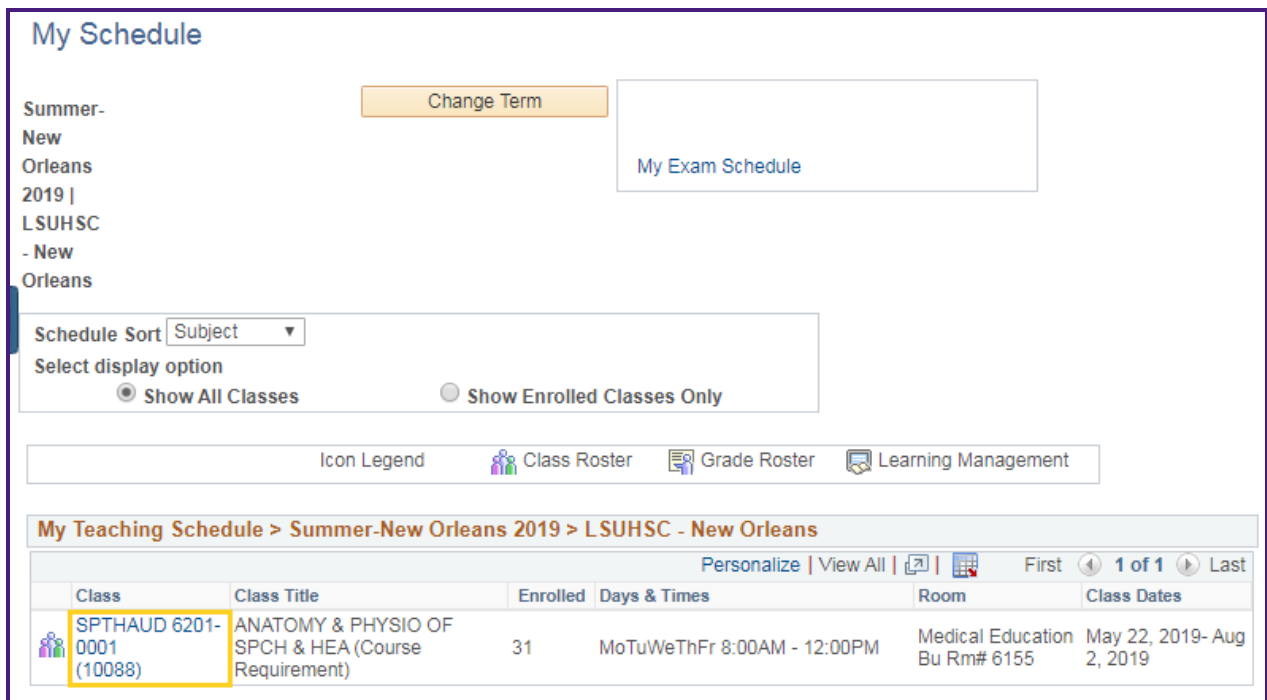 My Schedule
Summer-
New
Orleans
2019 |
LSUHSC
- New
Orleans
Change Term
My Exam Schedule
Schedule Sort Subject
Select display option
Show All Classes Show Enrolled Classes Only
Icon Legend Class Roster Grade Roster Learning Management
My Teaching Schedule > Summer-New Orleans 2019 > LSUHSC - New Orleans
Personalize | View All | | First 1 of 1 Last
Class Class Title Enrolled Days & Times Room Class Dates
SPTHAUD 6201-
0001
(10088)
ANATOMY & PHYSIO OF
SPCH & HEA (Course
Requirement)
31
MoTuWeThFr 8:00AM - 12:00PM
Medical Education
Bu Rm# 6155
May 22, 2019- Aug
2, 2019